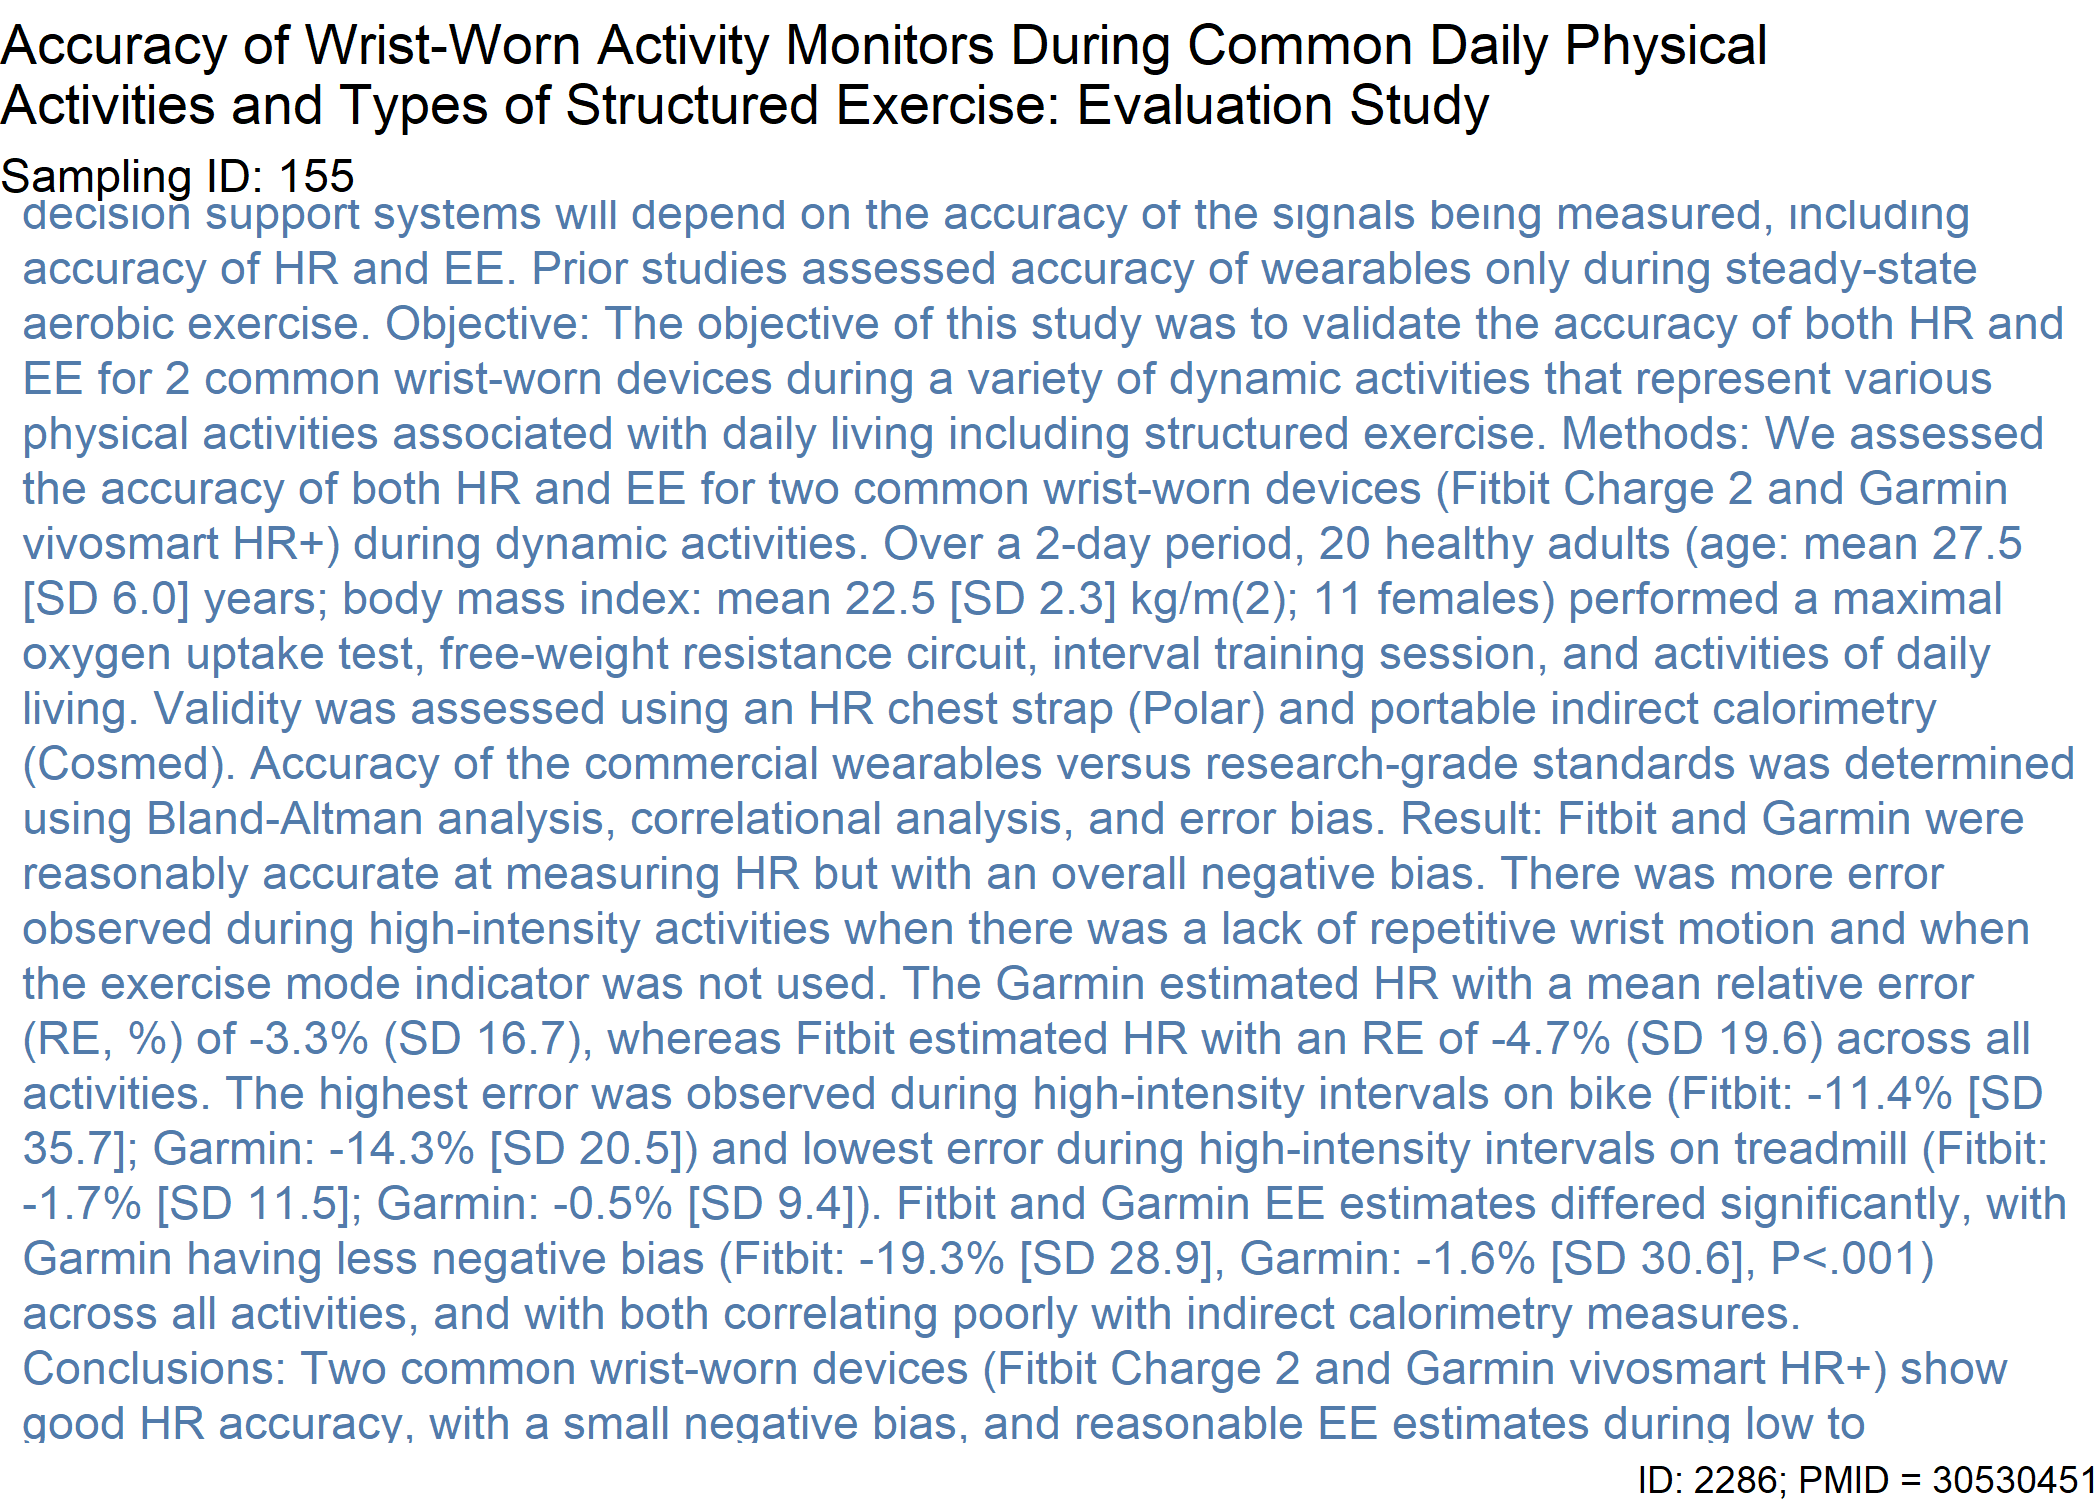 Accuracy of Wrist-Worn Activity Monitors During Common Daily Physical
Activities and Types of Structured Exercise: Evaluation Study
Sampling ID: 155
decision support systems will depend on the accuracy of the signals being measured, including
accuracy of HR and EE. Prior studies assessed accuracy of wearables only during steady-state
aerobic exercise. Objective: The objective of this study was to validate the accuracy of both HR and
EE for 2 common wrist-worn devices during a variety of dynamic activities that represent various
physical activities associated with daily living including structured exercise. Methods: We assessed
the accuracy of both HR and EE for two common wrist-worn devices (Fitbit Charge 2 and Garmin
vivosmart HR+) during dynamic activities. Over a 2-day period, 20 healthy adults (age: mean 27.5
[SD 6.0] years; body mass index: mean 22.5 [SD 2.3] kg/m(2); 11 females) performed a maximal
oxygen uptake test, free-weight resistance circuit, interval training session, and activities of daily
living. Validity was assessed using an HR chest strap (Polar) and portable indirect calorimetry
(Cosmed). Accuracy of the commercial wearables versus research-grade standards was determined
using Bland-Altman analysis, correlational analysis, and error bias. Result: Fitbit and Garmin were
reasonably accurate at measuring HR but with an overall negative bias. There was more error
observed during high-intensity activities when there was a lack of repetitive wrist motion and when
the exercise mode indicator was not used. The Garmin estimated HR with a mean relative error
(RE, %) of -3.3% (SD 16.7), whereas Fitbit estimated HR with an RE of -4.7% (SD 19.6) across all
activities. The highest error was observed during high-intensity intervals on bike (Fitbit: -11.4% [SD
35.7]; Garmin: -14.3% [SD 20.5]) and lowest error during high-intensity intervals on treadmill (Fitbit:
-1.7% [SD 11.5]; Garmin: -0.5% [SD 9.4]). Fitbit and Garmin EE estimates differed significantly, with
Garmin having less negative bias (Fitbit: -19.3% [SD 28.9], Garmin: -1.6% [SD 30.6], P<.001)
across all activities, and with both correlating poorly with indirect calorimetry measures.
Conclusions: Two common wrist-worn devices (Fitbit Charge 2 and Garmin vivosmart HR+) show
good HR accuracy, with a small negative bias, and reasonable EE estimates during low to
ID: 2286; PMID = 30530451